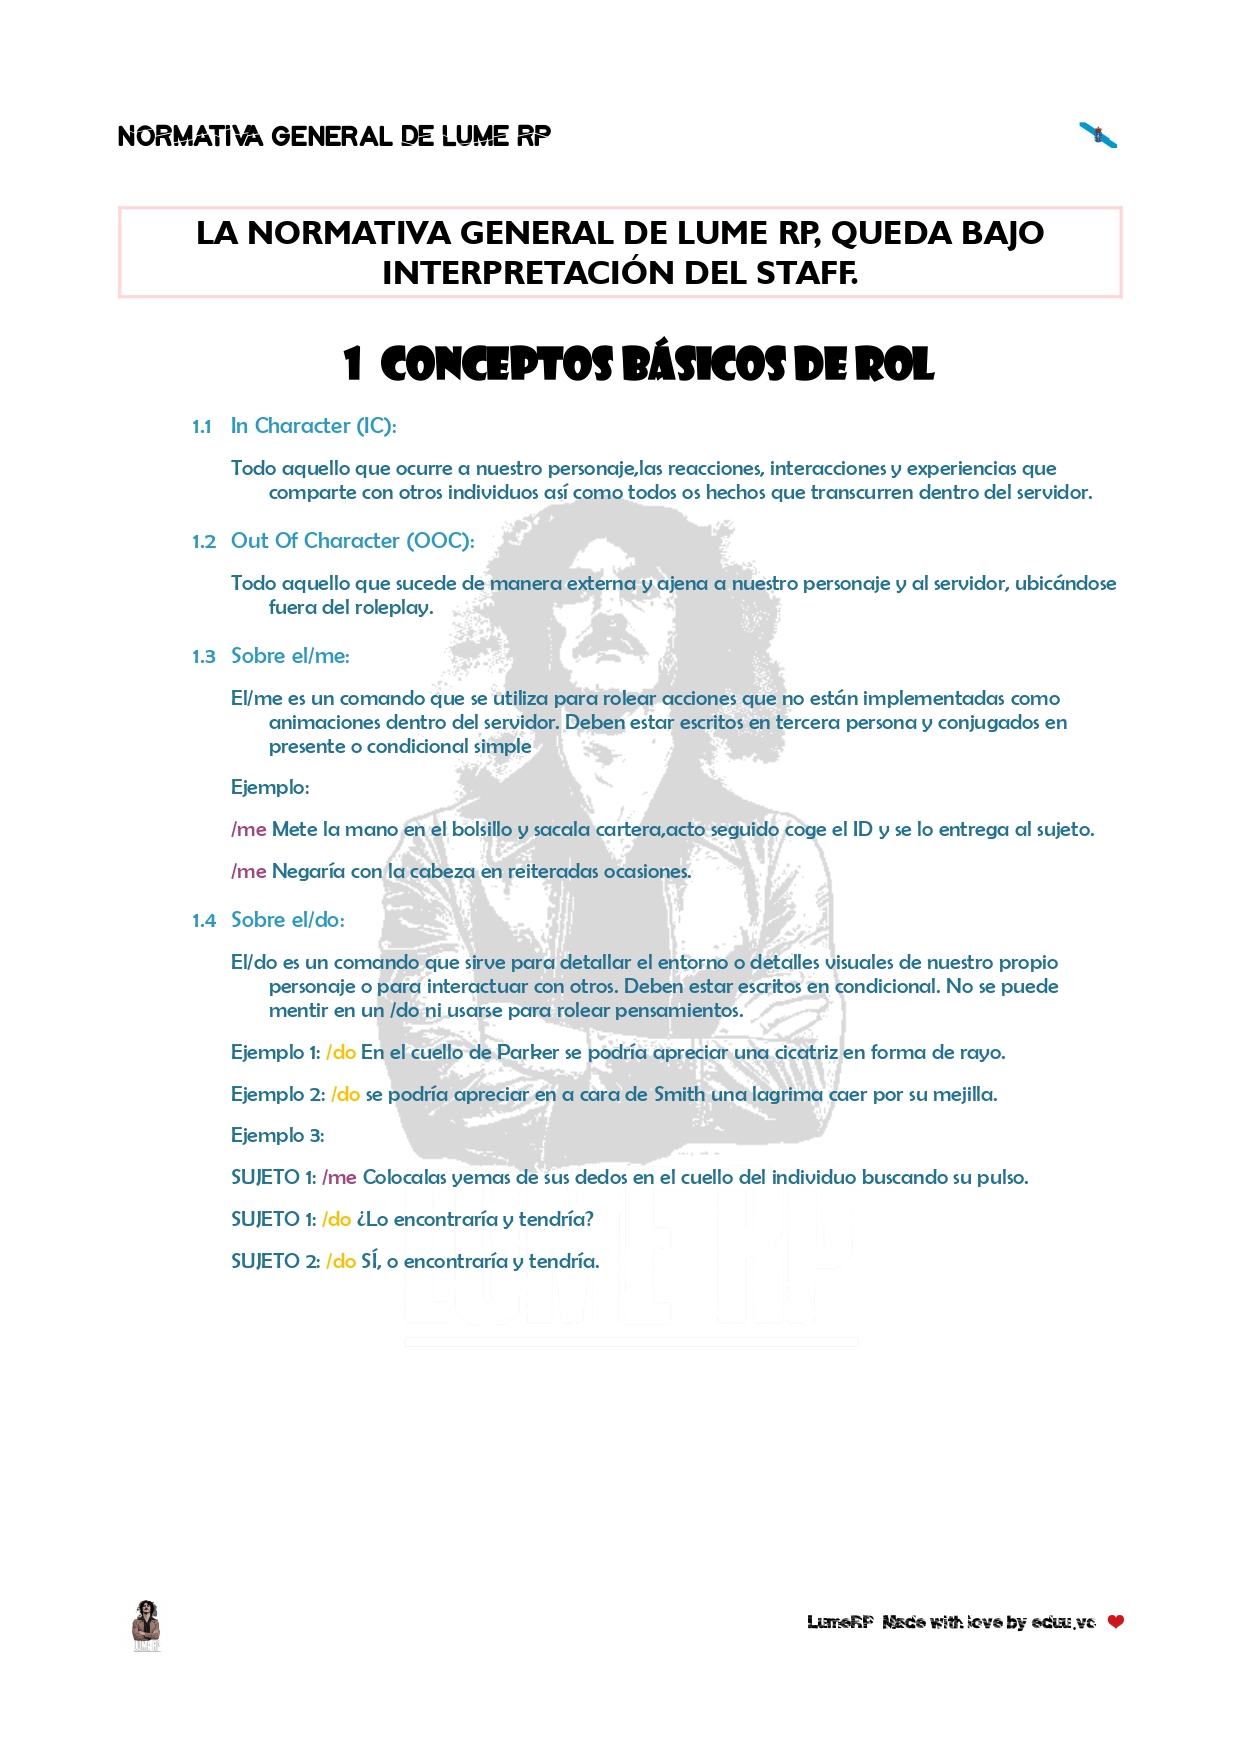 NORMATIVA GENERAL DE LUME RP
LA NORMATIVA GENERAL DE LUME RP, QUEDA BAJO
INTERPRETACIÓN DEL STAFF.
1 CONCEPTOS BÁSICOS DE ROL
1.1 In Character (IC):
Todo aquello que ocurre a nuestro personaje,las reacciones, interacciones y experiencias que
comparte con otros individuos así como todos os hechos que transcurren dentro del servidor.
1.2 Out Of Character (OOC):
Todo aquello que sucede de manera externa y ajena a nuestro personaje y al servidor, ubicándose
fuera del roleplay.
1.3 Sobre el/me:
El/me es un comando que se utiliza para rolear acciones que no están implementadas como
animaciones dentro del servidor. Deben estar escritos en tercera persona y conjugados en
presente o condicional simple
Ejemplo:
/me Mete la mano en el bolsillo y sacala cartera,acto seguido coge el ID y se lo entrega al sujeto.
/me Negaría con la cabeza en reiteradas ocasiones.
1.4 Sobre el/do:
El/do es un comando que sirve para detallar el entorno o detalles visuales de nuestro propio
personaje o para interactuar con otros. Deben estar escritos en condicional. No se puede
mentir en un /do ni usarse para rolear pensamientos.
Ejemplo 1: /do En el cuello de Parker se podría apreciar una cicatriz en forma de rayo.
Ejemplo 2: /do se podría apreciar en a cara de Smith una lagrima caer por su mejilla.
Ejemplo 3:
SUJETO 1: /me Colocalas yemas de sus dedos en el cuello del individuo buscando su pulso.
SUJETO 1: /do ¿Lo encontraría y tendría?
SUJETO 2: /do SÍ, o encontraría y tendría.
LUME RP
LUME RP
LumeRP Made with love by eduu.vc